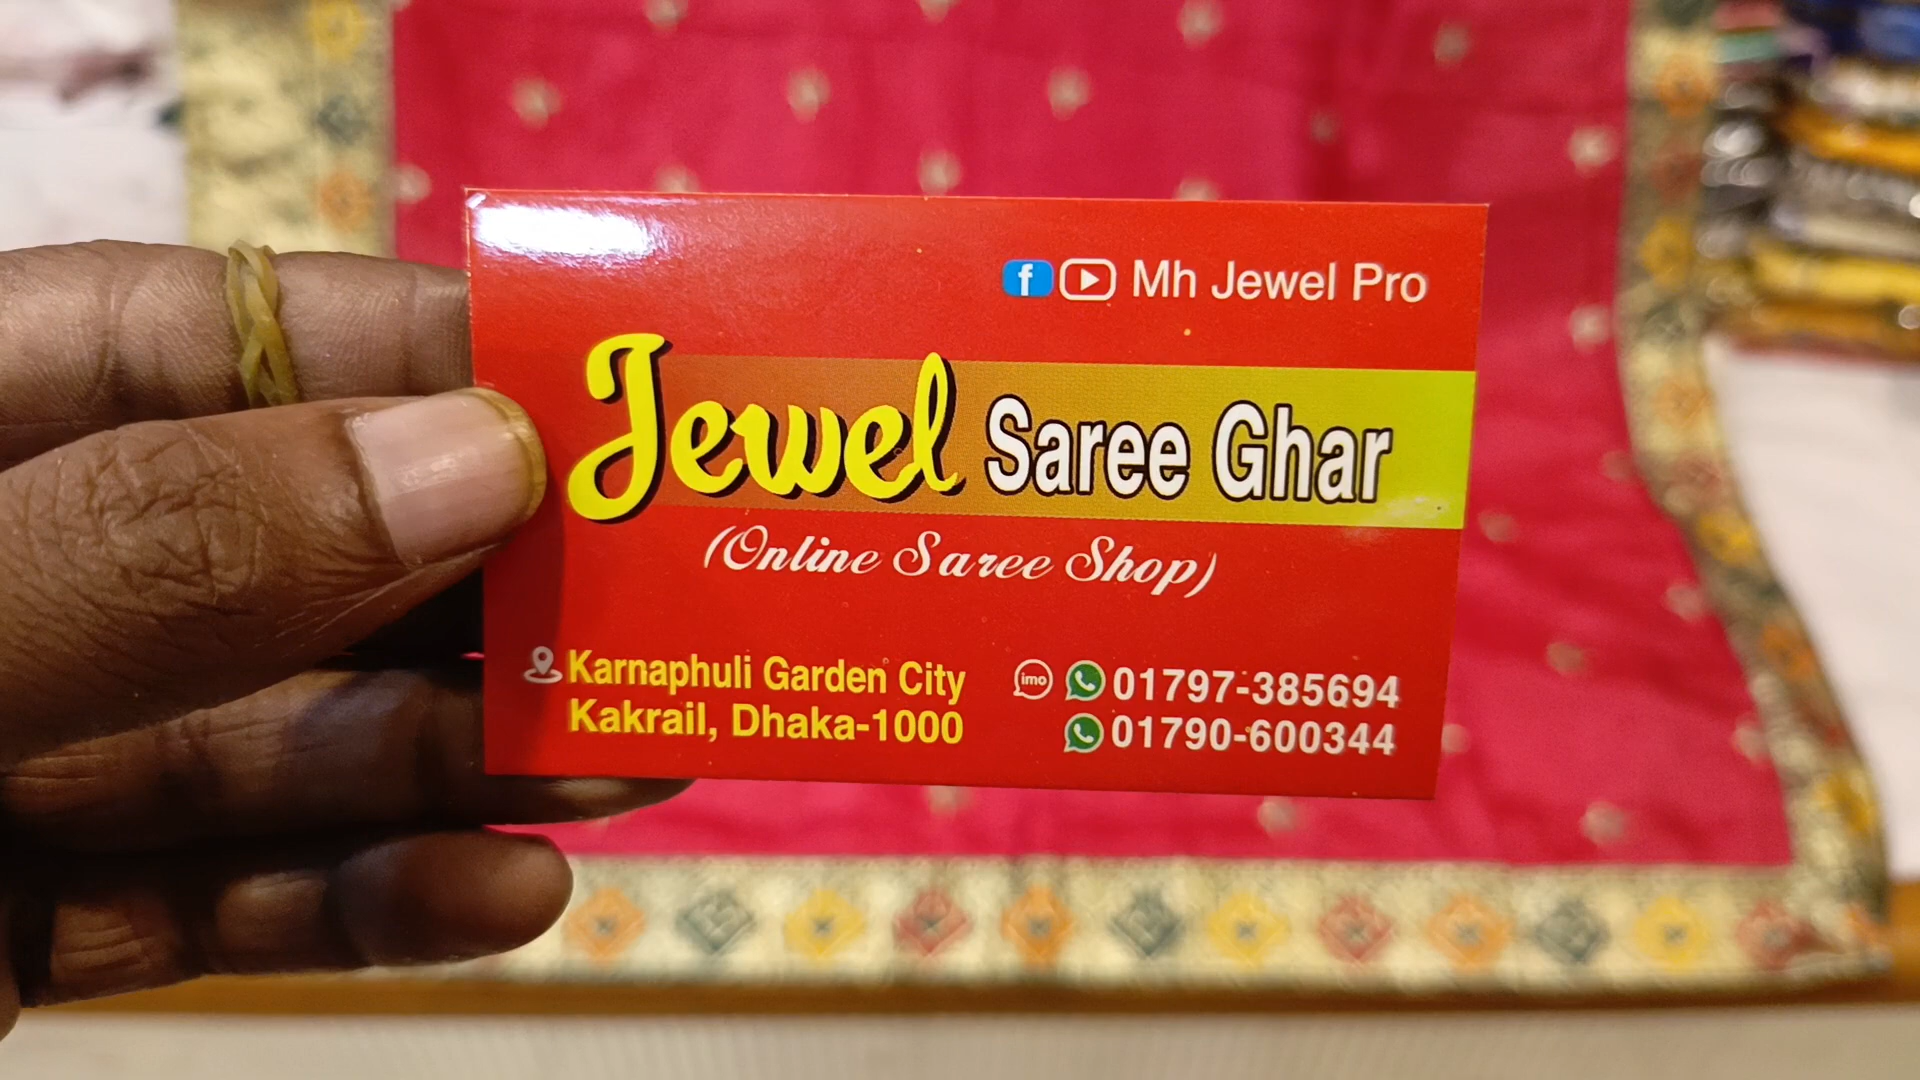 Mh Jewel Pro
Jewel Saree Ghar
(Online Saree Shop)
Karnaphuli Garden City
Kakrail, Dhaka-1000
imo 01797-385694
01790-600344